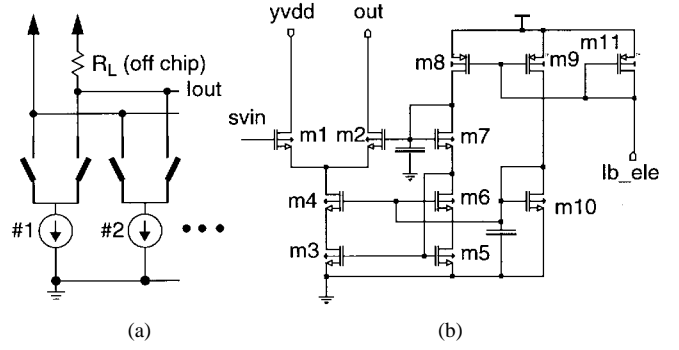 yvdd
out
R_L (off chip)
Iout
svin
m1
m2
m8
m9
m11
m7
Ib_ele
m4
m6
m10
#1
#2
m3
m5
(a)
(b)